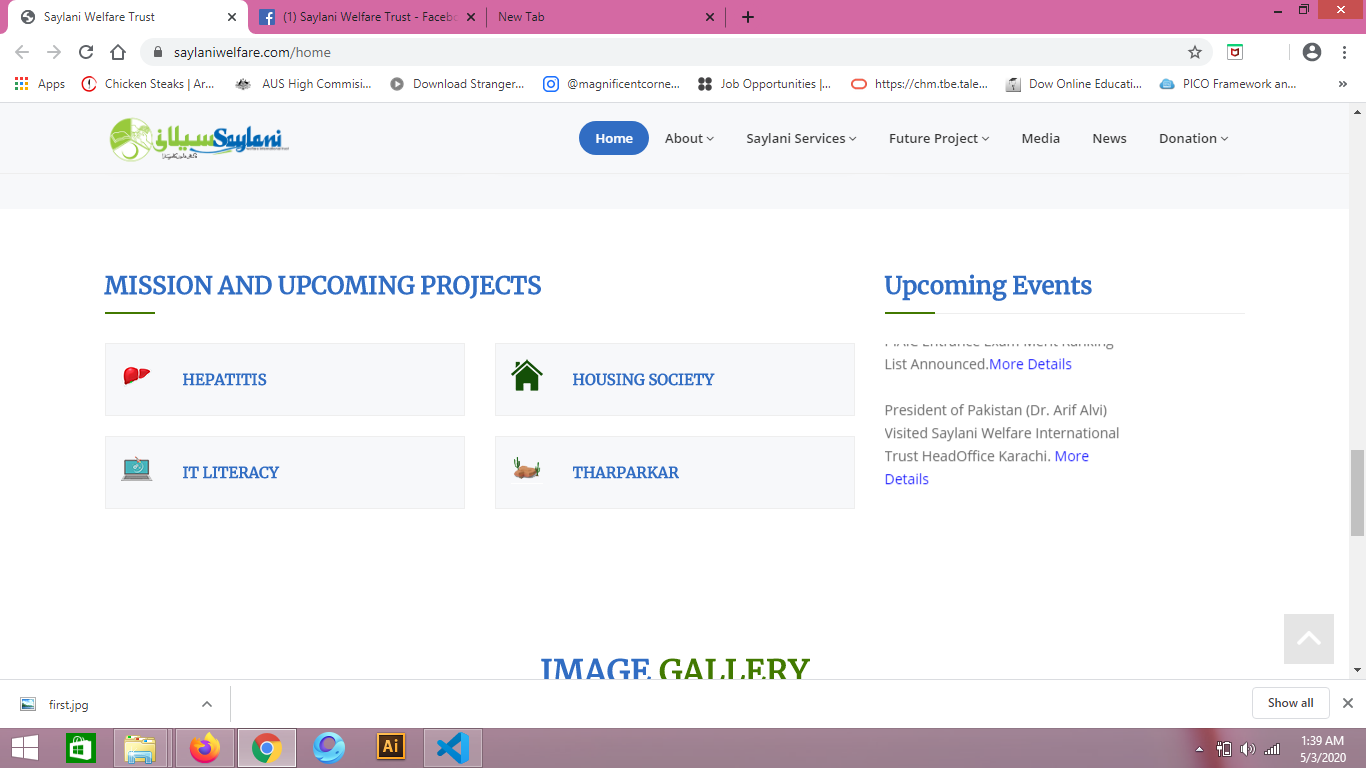 Saylani Welfare Trust
(1) Saylani Welfare Trust - Facebo
New Tab
saylaniwelfare.com/home
Apps
Chicken Steaks | Ar...
AUS High Commisi...
Download Stranger...
@magnificentcorne...
Job Opportunities |...
https://chm.tbe.tale...
Dow Online Educati...
PICO Framework an...
سیلانی Saylani
Home
About
Saylani Services
Future Project
Media
News
Donation
MISSION AND UPCOMING PROJECTS
HEPATITIS
HOUSING SOCIETY
IT LITERACY
THARPARKAR
Upcoming Events
PIAIC Entrance Exam Merit Ranking
List Announced.More Details
President of Pakistan (Dr. Arif Alvi)
Visited Saylani Welfare International
Trust HeadOffice Karachi. More
Details
IMAGE GALLERY
first.jpg
Show all
Ai
1:39 AM
5/3/2020